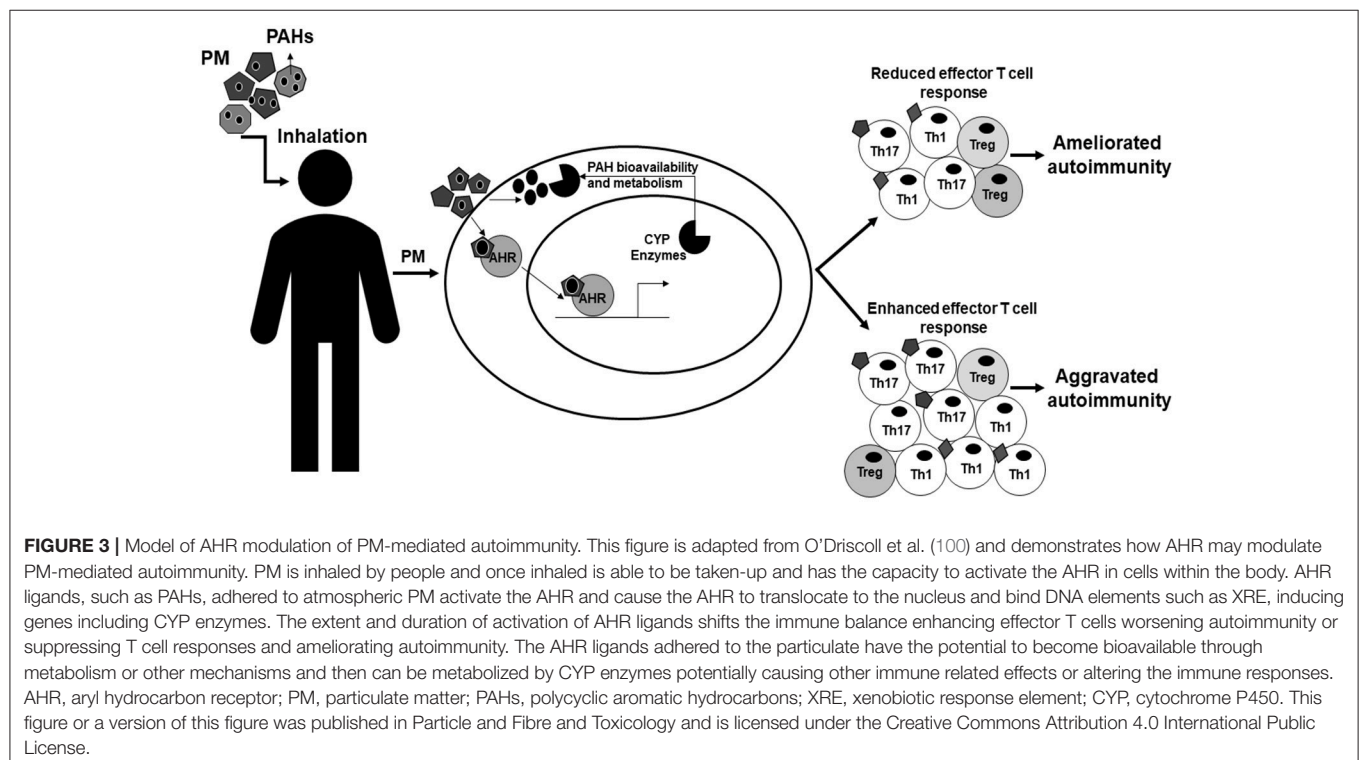 PAHs
PM
Inhalation
PM
PAH bioavailability
and metabolism
CYP
Enzymes
AHR
AHR
Reduced effector T cell
response
Th17
Th1
Treg
Th1
Th17
Treg
Ameliorated
autoimmunity
Enhanced effector T cell
response
Th17
Th17
Treg
Th17
Th17
Th1
Treg
Th1
Th1
Th1
Aggravated
autoimmunity
FIGURE 3 | Model of AHR modulation of PM-mediated autoimmunity. This figure is adapted from O'Driscoll et al. (100) and demonstrates how AHR may modulate
PM-mediated autoimmunity. PM is inhaled by people and once inhaled is able to be taken-up and has the capacity to activate the AHR in cells within the body. AHR
ligands, such as PAHs, adhered to atmospheric PM activate the AHR and cause the AHR to translocate to the nucleus and bind DNA elements such as XRE, inducing
genes including CYP enzymes. The extent and duration of activation of AHR ligands shifts the immune balance enhancing effector T cells worsening autoimmunity or
suppressing T cell responses and ameliorating autoimmunity. The AHR ligands adhered to the particulate have the potential to become bioavailable through
metabolism or other mechanisms and then can be metabolized by CYP enzymes potentially causing other immune related effects or altering the immune responses.
AHR, aryl hydrocarbon receptor; PM, particulate matter; PAHs, polycyclic aromatic hydrocarbons; XRE, xenobiotic response element; CYP, cytochrome P450. This
figure or a version of this figure was published in Particle and Fibre and Toxicology and is licensed under the Creative Commons Attribution 4.0 International Public
License.